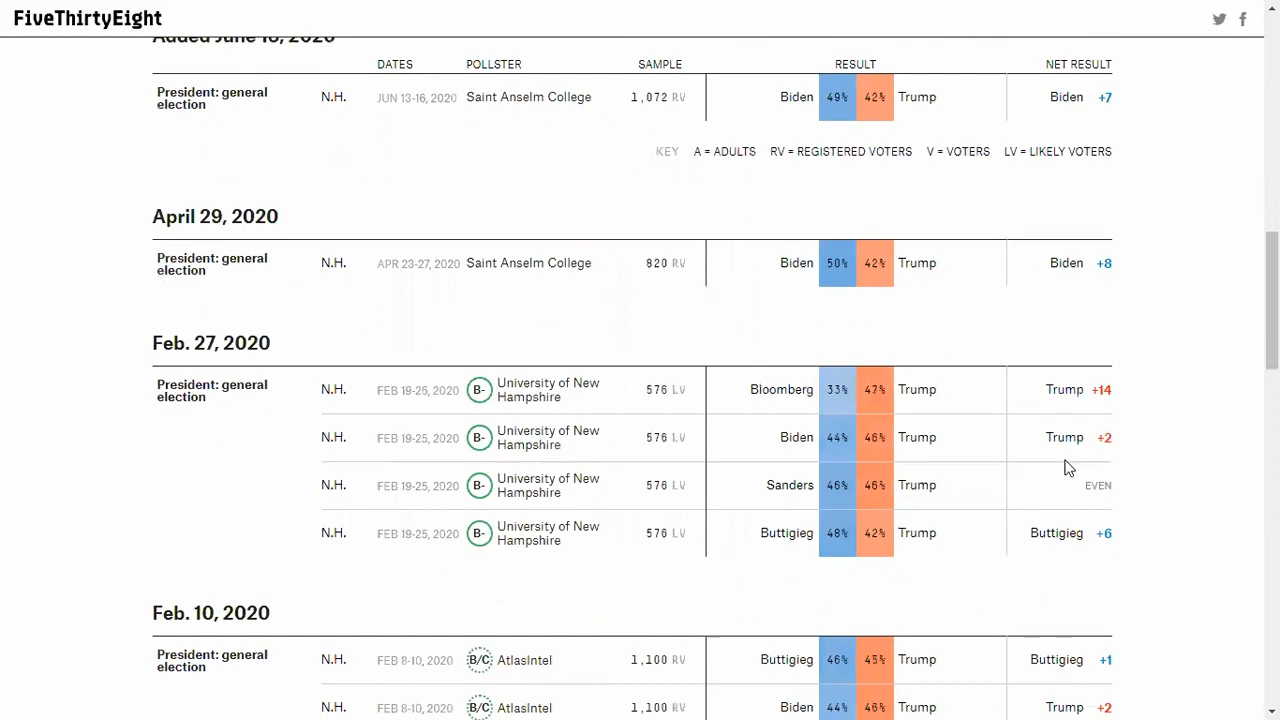 FiveThirtyEight
Added June 18, 2020
DATES POLLSTER SAMPLE RESULT NET RESULT
President: general election N.H. JUN 13-16, 2020 Saint Anselm College 1,072 RV Biden 49% 42% Trump Biden +7
KEY A = ADULTS RV = REGISTERED VOTERS V = VOTERS LV = LIKELY VOTERS
April 29, 2020
President: general election N.H. APR 23-27, 2020 Saint Anselm College 820 RV Biden 50% 42% Trump Biden +8
Feb. 27, 2020
President: general election N.H. FEB 19-25, 2020 B- University of New Hampshire 576 LV Bloomberg 33% 47% Trump Trump +14
N.H. FEB 19-25, 2020 B- University of New Hampshire 576 LV Biden 44% 46% Trump Trump +2
N.H. FEB 19-25, 2020 B- University of New Hampshire 576 LV Sanders 46% 46% Trump EVEN
N.H. FEB 19-25, 2020 B- University of New Hampshire 576 LV Buttigieg 48% 42% Trump Buttigieg +6
Feb. 10, 2020
President: general election N.H. FEB 8-10, 2020 B/C AtlasIntel 1,100 RV Buttigieg 46% 45% Trump Buttigieg +1
N.H. FEB 8-10, 2020 B/C AtlasIntel 1,100 RV Biden 44% 46% Trump Trump +2